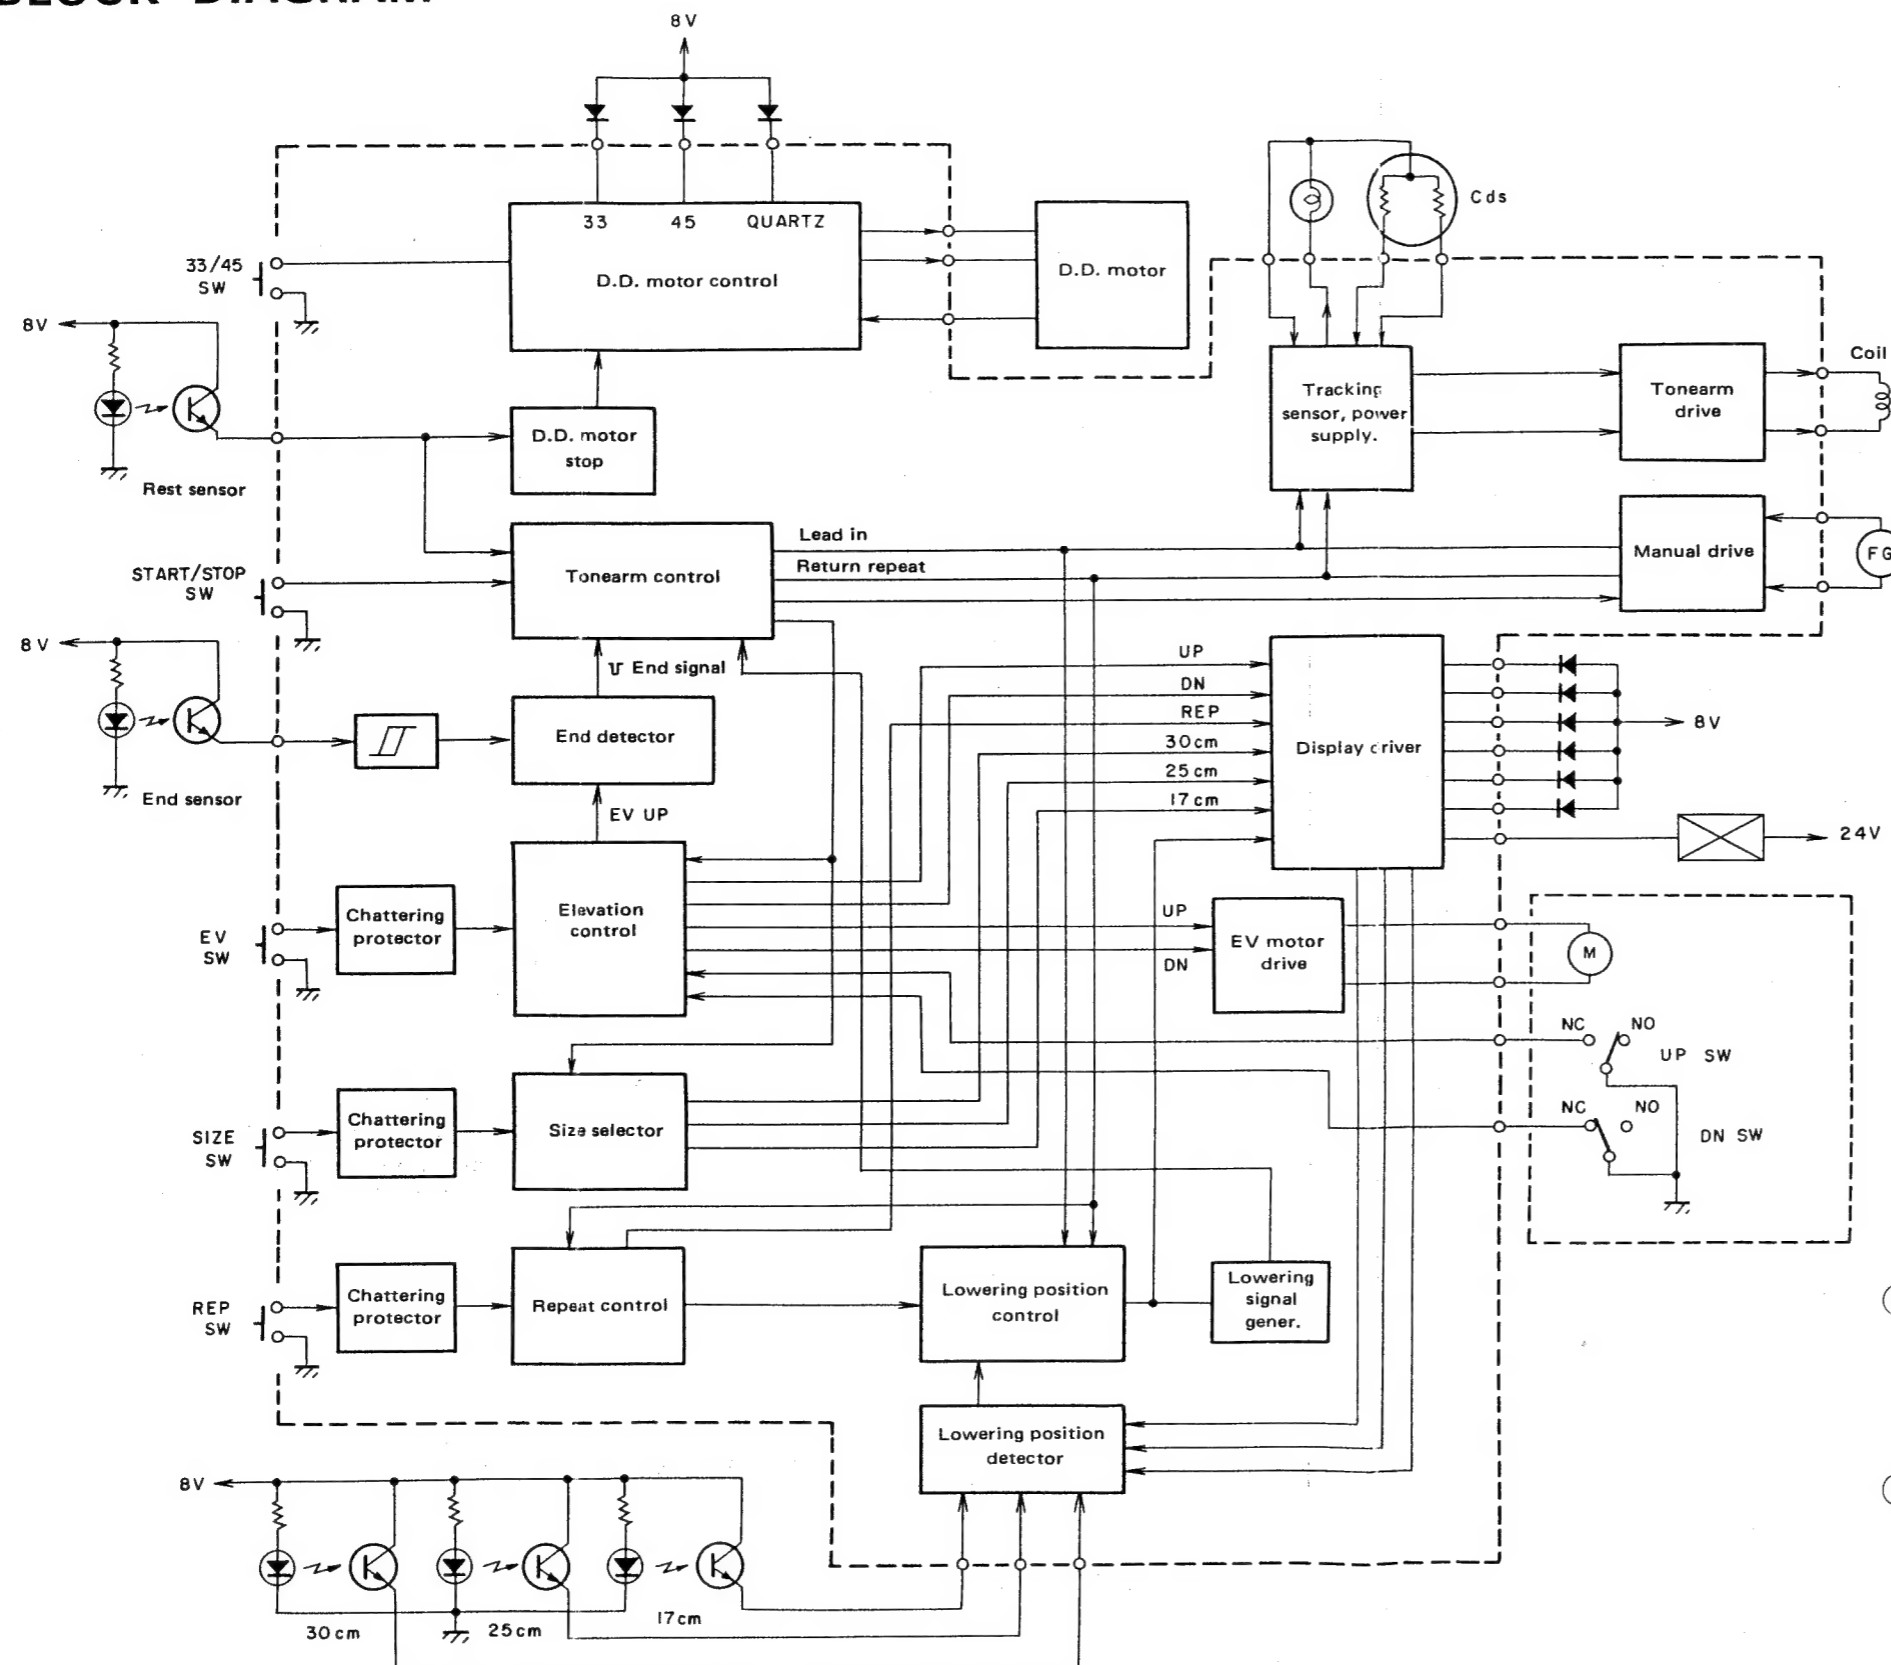 BLOCK DIAGRAM
8V
33 45 QUARTZ
D.D. motor control
D.D. motor
Cds
33/45
SW
8V
Rest sensor
D.D. motor
stop
Tracking
sensor, power
supply.
Tonearm
drive
Coil
Lead in
Return repeat
Tonearm control
Manual drive
FG
START/STOP
SW
8V
End signal
End detector
End sensor
EV UP
UP
DN
REP
30cm
25cm
17cm
Display driver
8V
24V
EV
SW
Chattering
protector
Elevation
control
UP
DN
EV motor
drive
M
NC NO
UP SW
NC NO
DN SW
SIZE
SW
Chattering
protector
Size selector
REP
SW
Chattering
protector
Repeat control
Lowering position
control
Lowering
signal
gener.
Lowering position
detector
8V
30cm
25cm
17cm